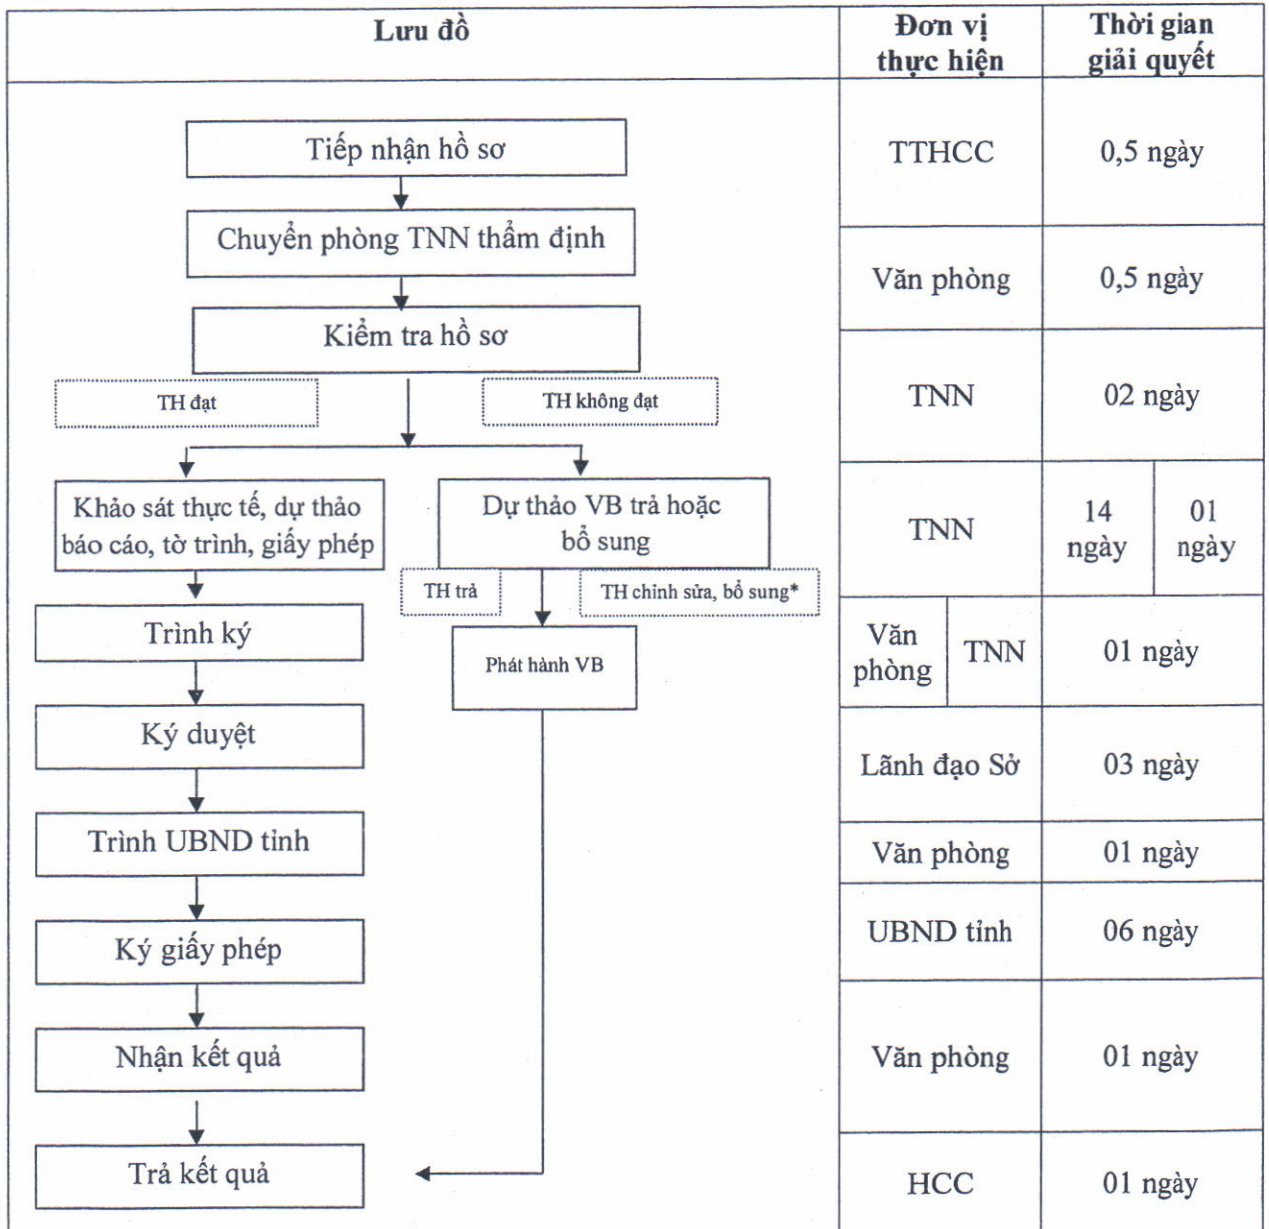 Lưu đồ
Đơn vị
thực hiện
Thời gian
giải quyết
Tiếp nhận hồ sơ
TTHCC
0,5 ngày
Chuyển phòng TNN thẩm định
Văn phòng
0,5 ngày
Kiểm tra hồ sơ
TH đạt
TH không đạt
TNN
02 ngày
Khảo sát thực tế, dự thảo
báo cáo, tờ trình, giấy phép
Dự thảo VB trả hoặc
bổ sung
TNN
14
ngày
01
ngày
TH trả
TH chỉnh sửa, bổ sung*
Trình ký
Phát hành VB
Văn
phòng
TNN
01 ngày
Ký duyệt
Lãnh đạo Sở
03 ngày
Trình UBND tỉnh
Văn phòng
01 ngày
Ký giấy phép
UBND tỉnh
06 ngày
Nhận kết quả
Văn phòng
01 ngày
Trả kết quả
HCC
01 ngày